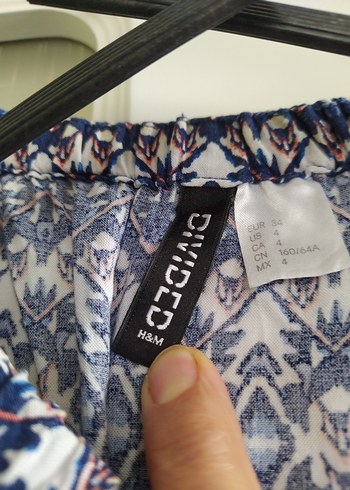 DIVIDED
H&M
EUR 34
US 4
CA 4
CN 160/64A
MX 4